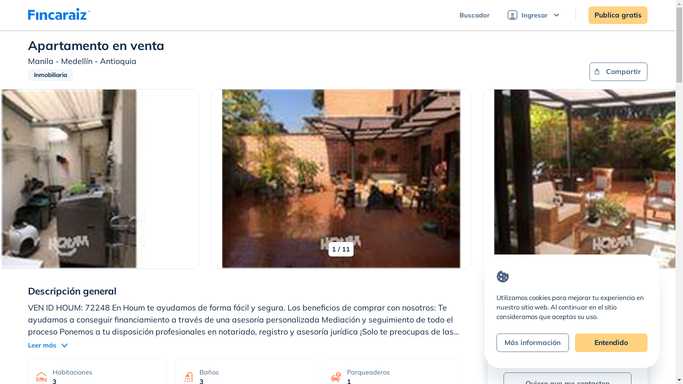 Fincaraiz
Buscador
Ingresar
Publica gratis
Apartamento en venta
Manila - Medellín - Antioquia
Inmobiliaria
Compartir
HOUM
HOUM
HOUM
1 / 11
Descripción general
VEN ID HOUM: 72248 En Houm te ayudamos de forma fácil y segura. Los beneficios de comprar con nosotros: Te
ayudamos a conseguir financiamiento a través de una asesoría personalizada Mediación y seguimiento de todo el
proceso Ponemos a tu disposición profesionales en notariado, registro y asesoría jurídica ¡Solo te preocupas de las...
Leer más
Habitaciones
3
Baños
3
Parqueaderos
1
Utilizamos cookies para mejorar tu experiencia en
nuestro sitio web. Al continuar en el sitio
consideramos que aceptas su uso.
Más información
Entendido
Quiero que me contacten